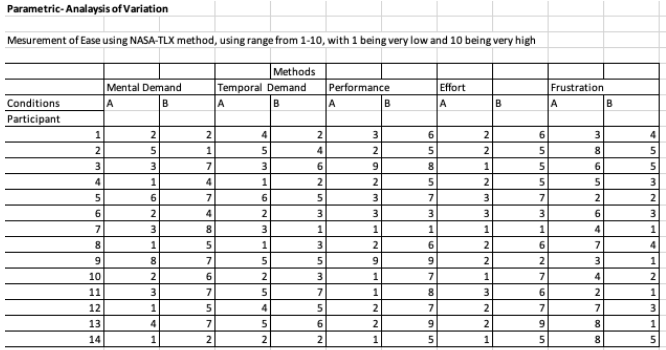 Parametric- Analaysis of Variation
Mesurement of Ease using NASA-TLX method, using range from 1-10, with 1 being very low and 10 being very high
Methods
Mental Demand Temporal Demand Performance Effort Frustration
Conditions A B A B A B A B A B
Participant
1 2 2 4 2 3 6 2 6 3 4
2 5 1 5 4 2 5 2 5 8 5
3 3 7 3 6 9 8 1 5 6 5
4 1 4 1 2 2 5 2 5 5 3
5 6 7 6 5 3 7 3 7 2 2
6 2 4 2 3 3 3 3 3 6 3
7 3 8 3 1 1 1 1 1 4 1
8 1 5 1 3 2 6 2 6 7 4
9 8 7 5 5 9 9 2 2 3 1
10 2 6 2 3 1 7 1 7 4 2
11 3 7 5 7 1 8 3 6 2 1
12 1 5 4 5 2 7 2 7 7 3
13 4 7 5 6 2 9 2 9 8 1
14 1 2 2 2 1 5 1 5 8 5